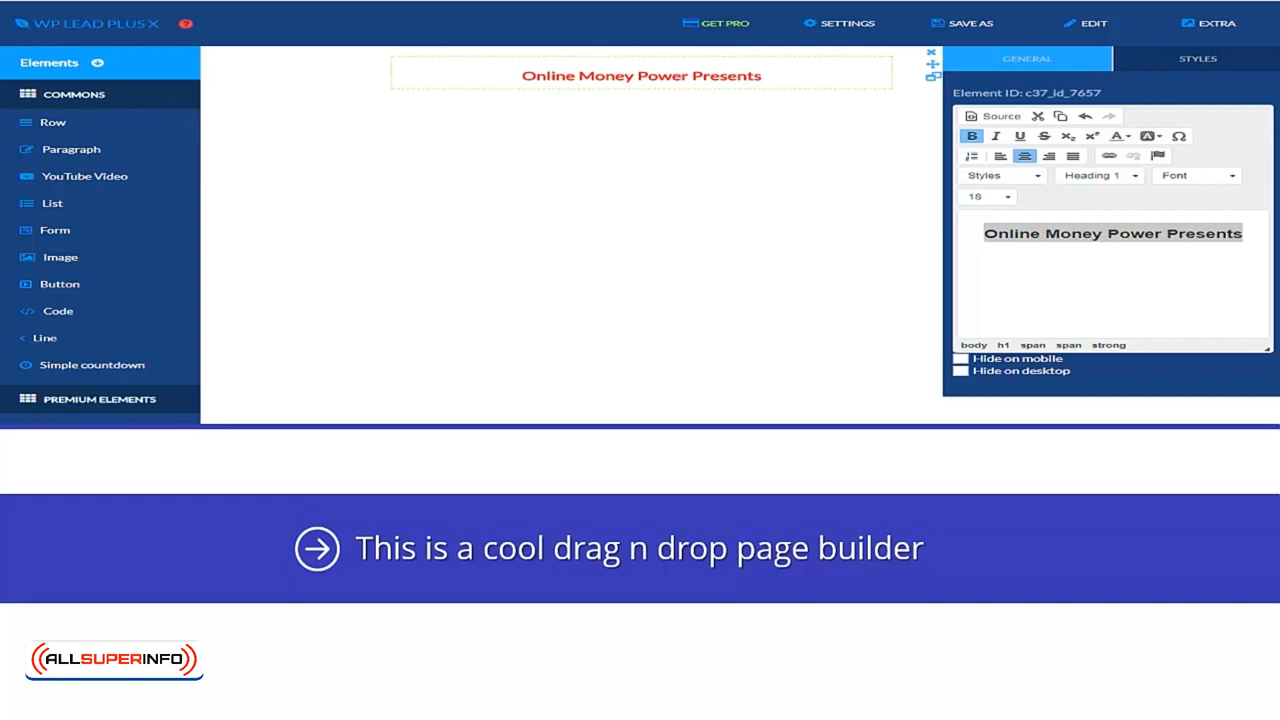 WP LEAD PLUS X ?
GET PRO
SETTINGS
SAVE AS
EDIT
EXTRA
Elements
COMMONS
Row
Paragraph
YouTube Video
List
Form
Image
Button
Code
Line
Simple countdown
PREMIUM ELEMENTS
Online Money Power Presents
GENERAL
STYLES
Element ID: c37_id_7657
Source
Styles
Heading 1
Font
18
Online Money Power Presents
body h1 span span strong
Hide on mobile
Hide on desktop
This is a cool drag n drop page builder
ALLSUPERINFO